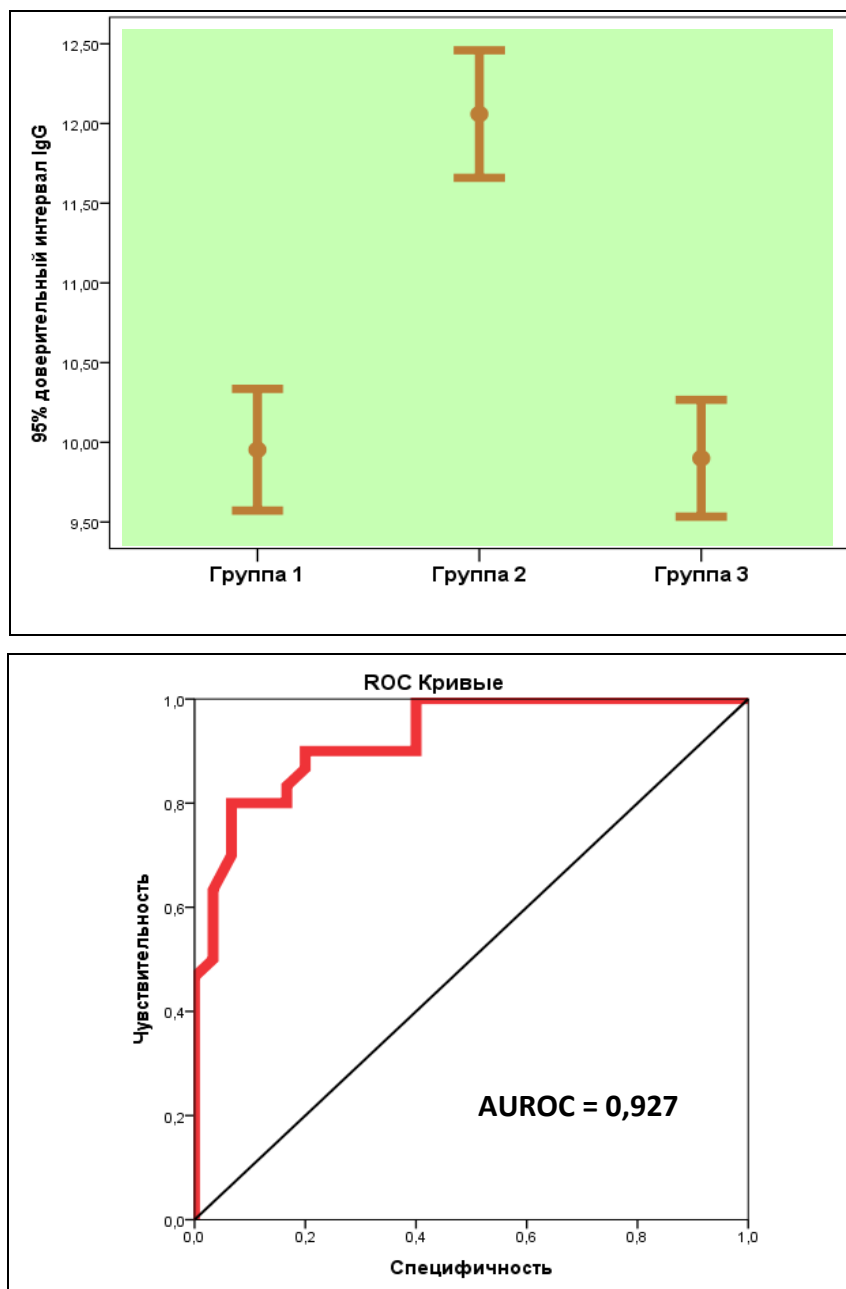 95% доверительный интервал IgG
12,50
12,00
11,50
11,00
10,50
10,00
9,50
Группа 1 Группа 2 Группа 3
ROC Кривые
Чувствительность
1,0
0,8
0,6
0,4
0,2
0,0
AUROC = 0,927
0,0 0,2 0,4 0,6 0,8 1,0
Специфичность